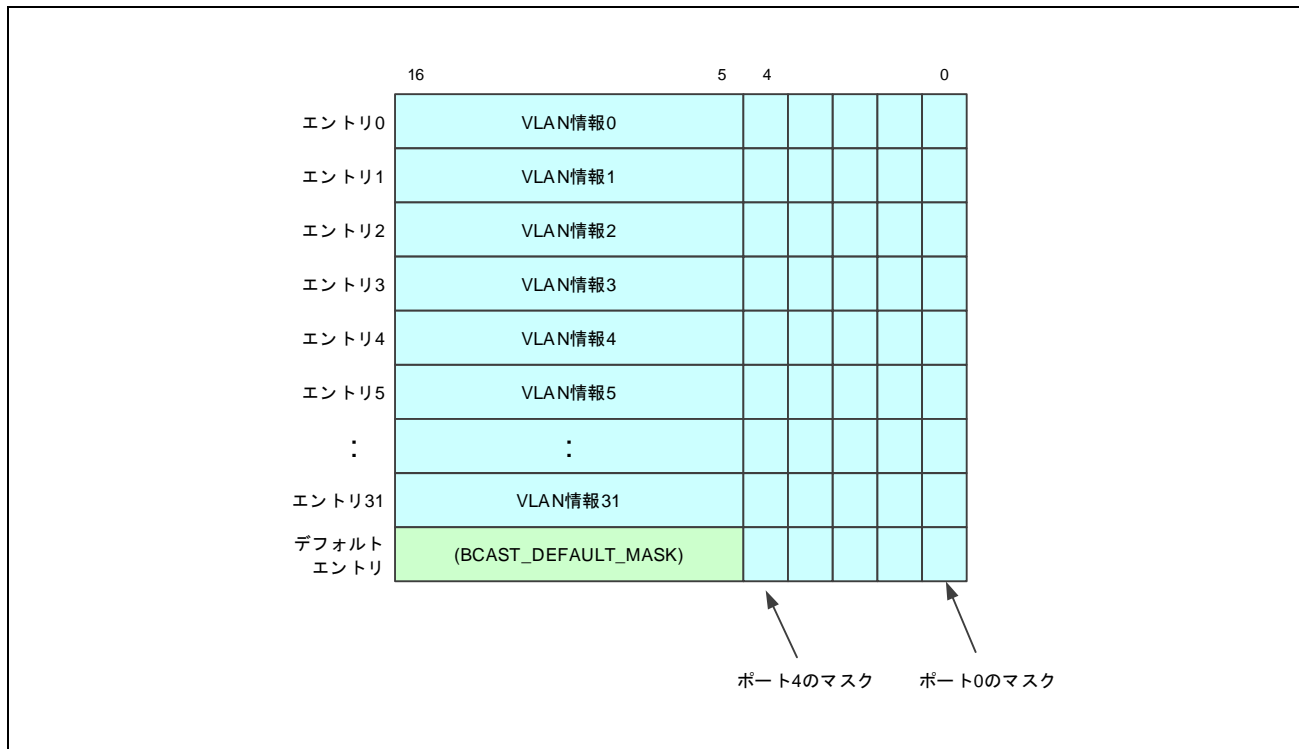 16 5 4 0
エントリ0 VLAN情報0
エントリ1 VLAN情報1
エントリ2 VLAN情報2
エントリ3 VLAN情報3
エントリ4 VLAN情報4
エントリ5 VLAN情報5
: :
エントリ31 VLAN情報31
デフォルト
エントリ (BCAST_DEFAULT_MASK)
ポート4のマスク ポート0のマスク